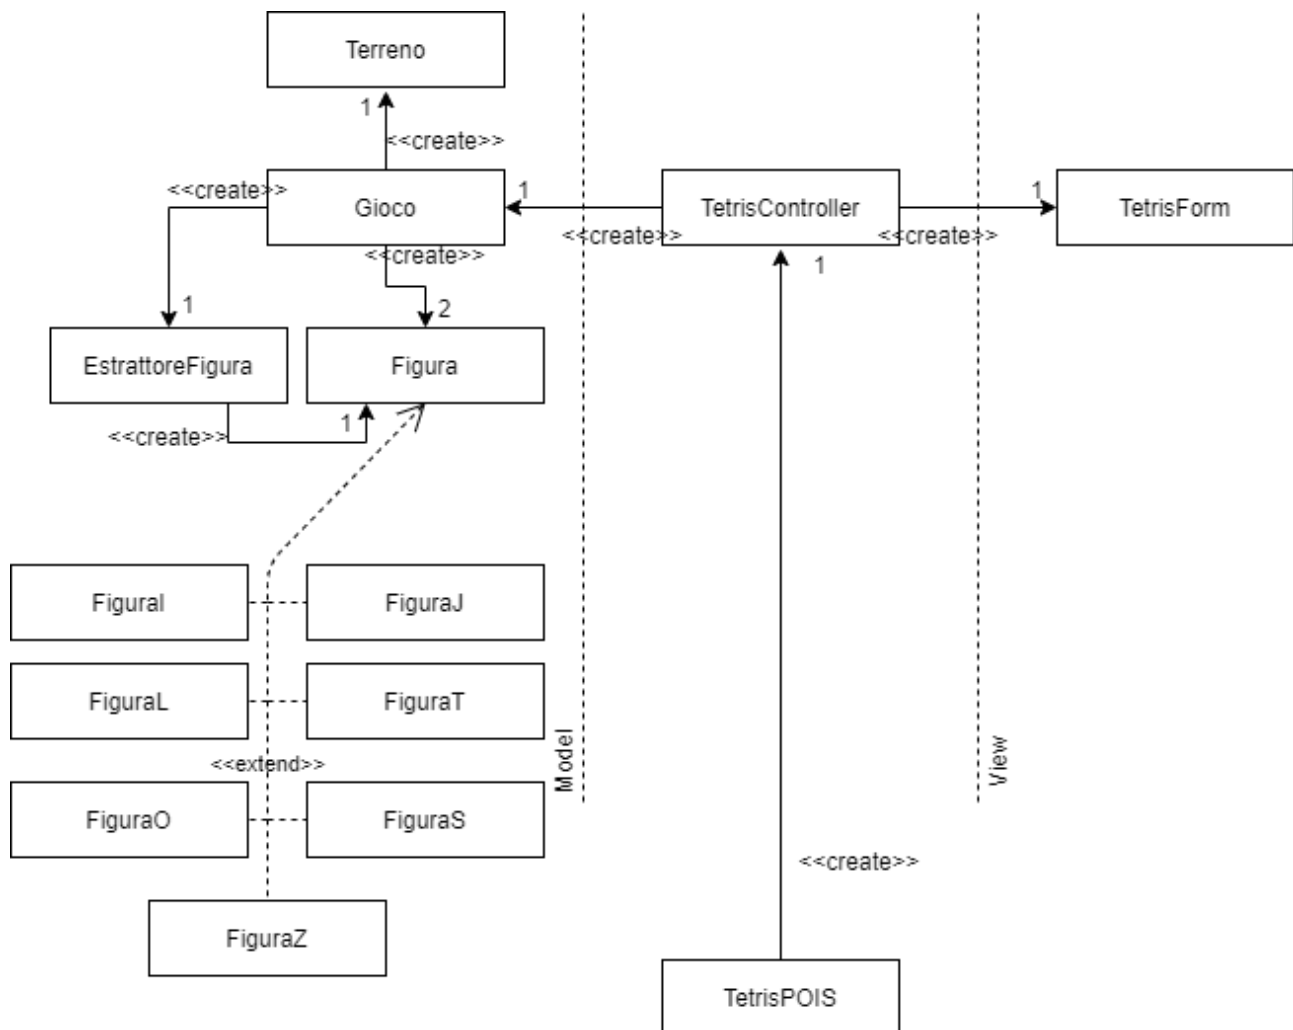 Terreno
1
<<create>>
<<create>>
Gioco
1
<<create>>
TetrisController
<<create>>
1
TetrisForm
<<create>>
1
1
2
EstrattoreFigura
Figura
<<create>>
1
FiguraI
FiguraJ
FiguraL
FiguraT
Model
View
<<extend>>
FiguraO
FiguraS
<<create>>
FiguraZ
TetrisPOIS